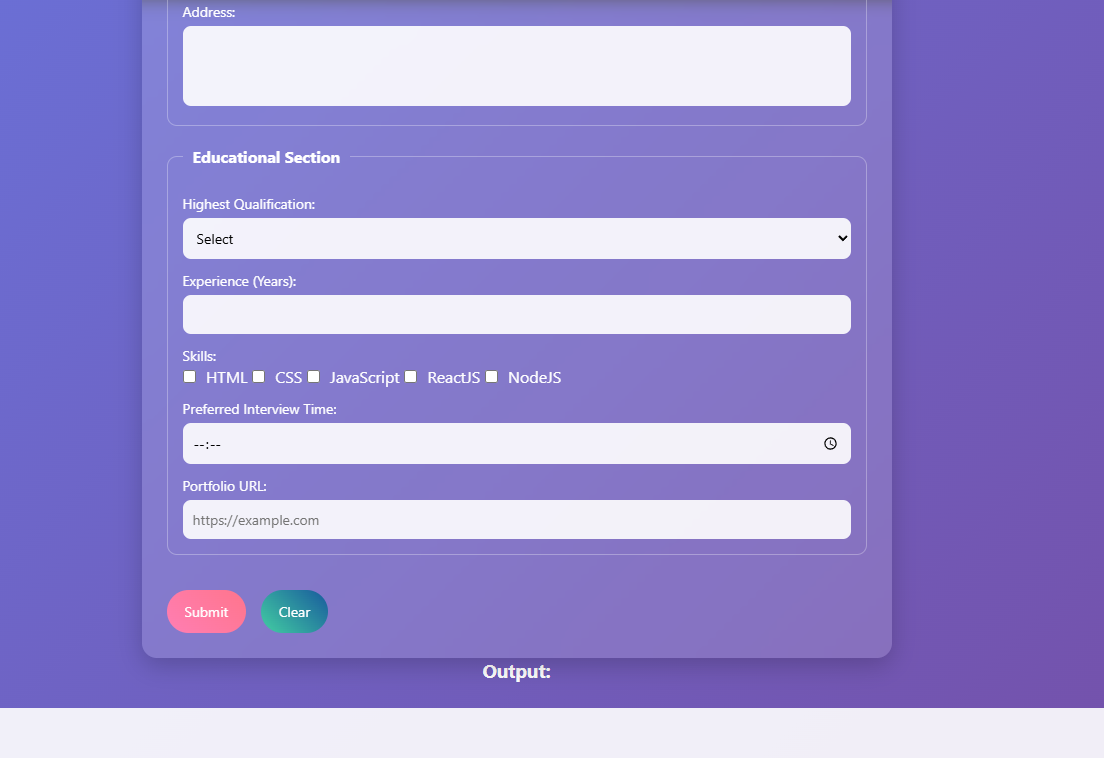 Address:
Educational Section
Highest Qualification:
Select
Experience (Years):
Skills:
HTML CSS JavaScript ReactJS NodeJS
Preferred Interview Time:
--:--
Portfolio URL:
https://example.com
Submit Clear
Output: